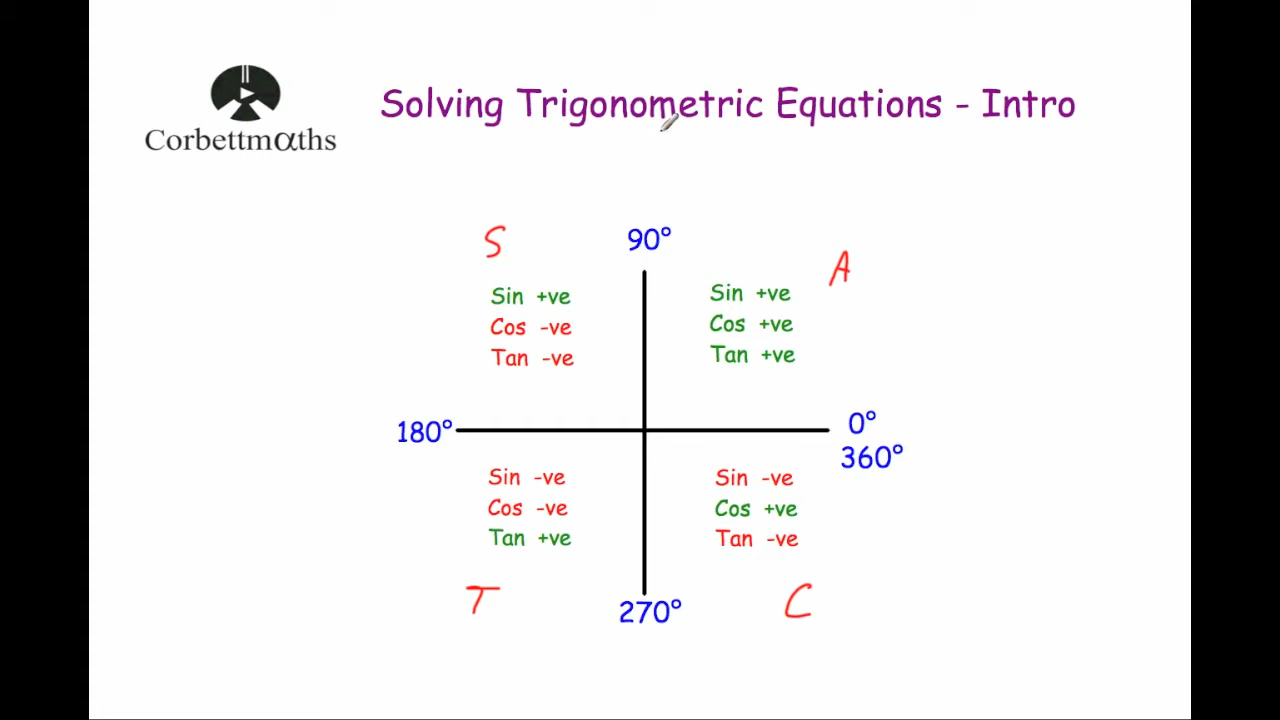 Corbettmαths
Solving Trigonometric Equations - Intro
S
90°
A
Sin +ve
Cos -ve
Tan -ve
Sin +ve
Cos +ve
Tan +ve
180°
0°
360°
Sin -ve
Cos -ve
Tan +ve
Sin -ve
Cos +ve
Tan -ve
T
270°
C